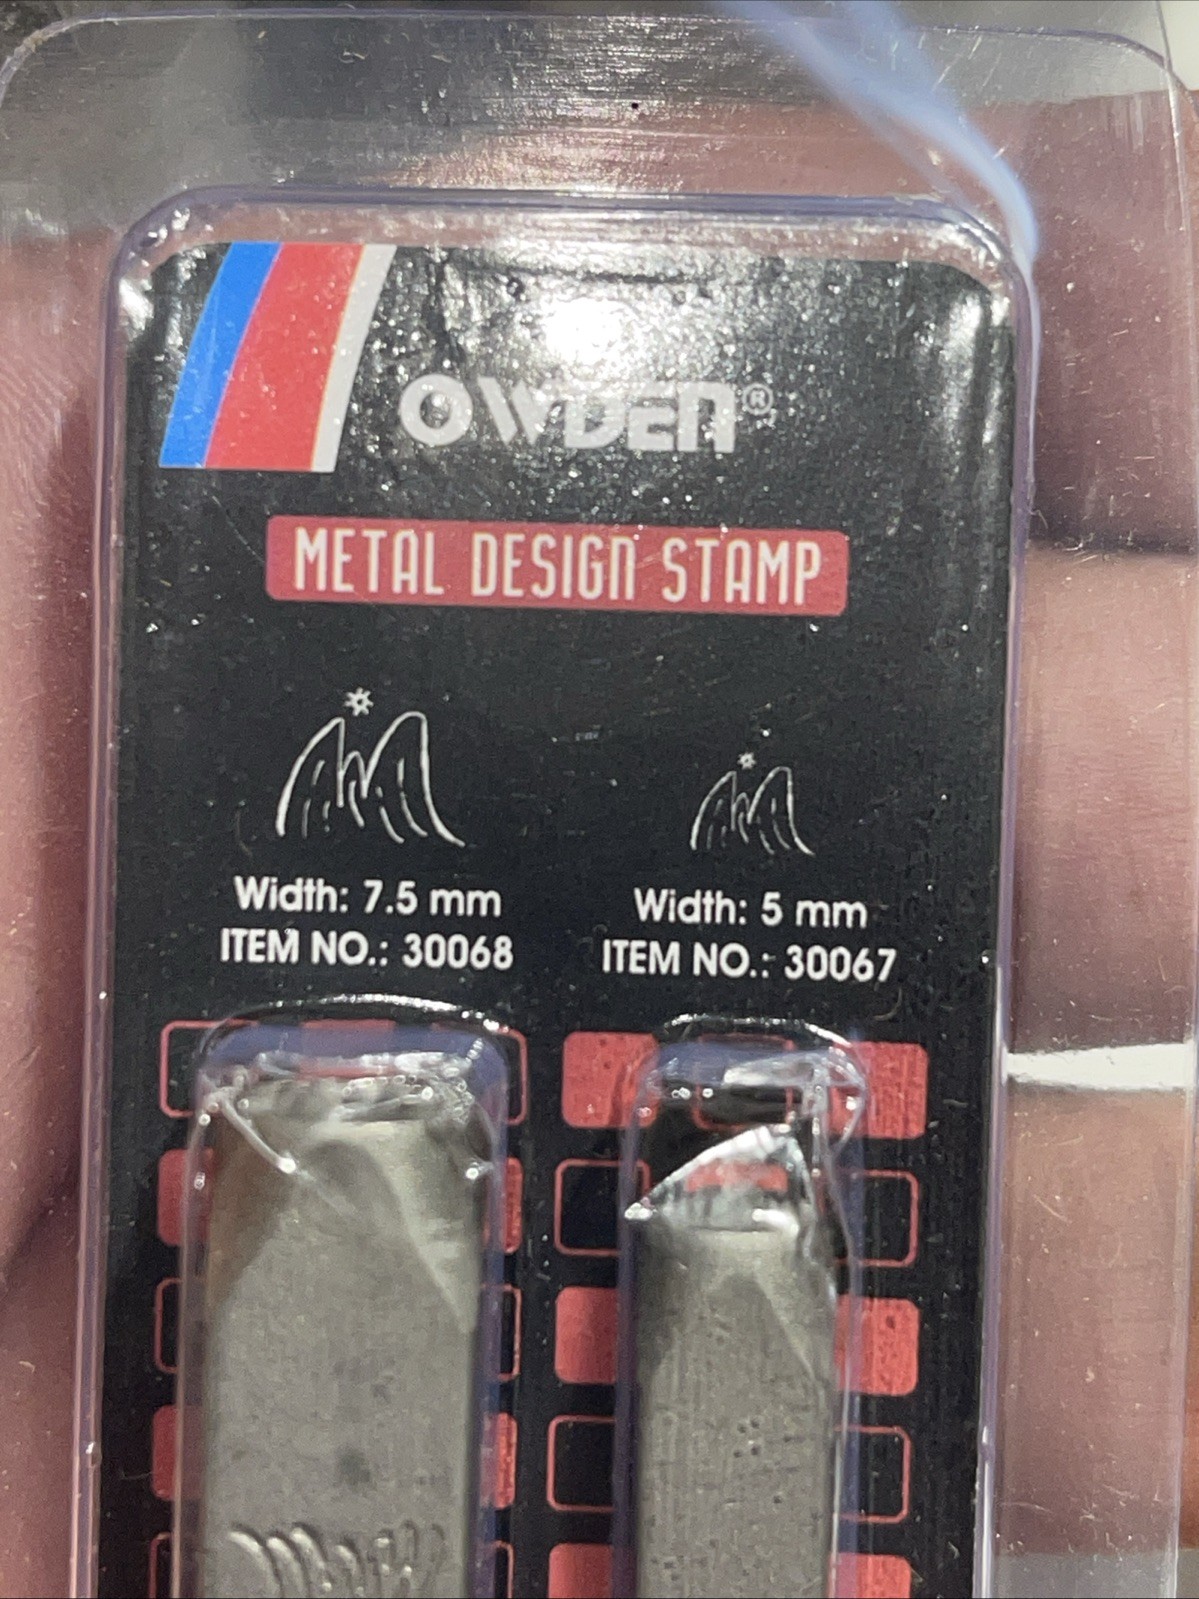 OWDEN®
METAL DESIGN STAMP
Width: 7.5 mm
ITEM NO.: 30068
Width: 5 mm
ITEM NO.: 30067